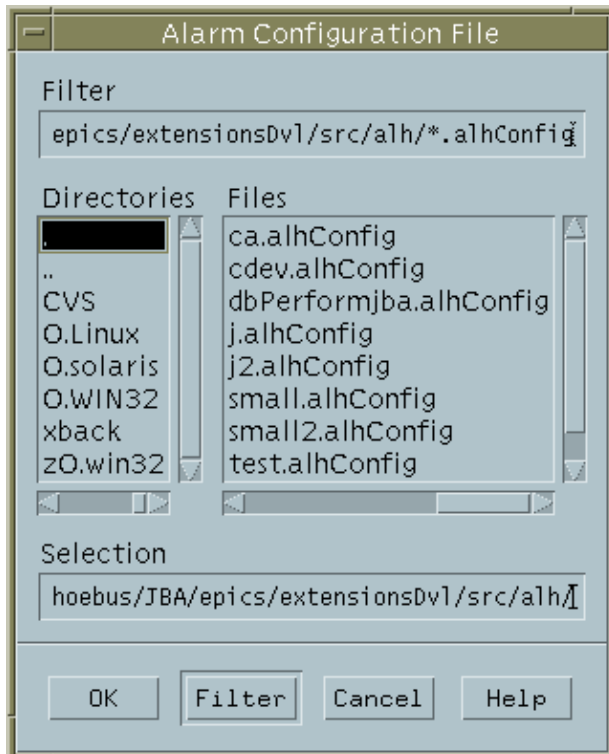 Alarm Configuration File
Filter
epics/extensionsDvl/src/alh/*.alhConfig
Directories
.
..
CVS
O.Linux
O.solaris
O.WIN32
xback
zO.win32
Files
ca.alhConfig
cdev.alhConfig
dbPerformjba.alhConfig
j.alhConfig
j2.alhConfig
small.alhConfig
small2.alhConfig
test.alhConfig
Selection
hoebus/JBA/epics/extensionsDvl/src/alh/
OK
Filter
Cancel
Help